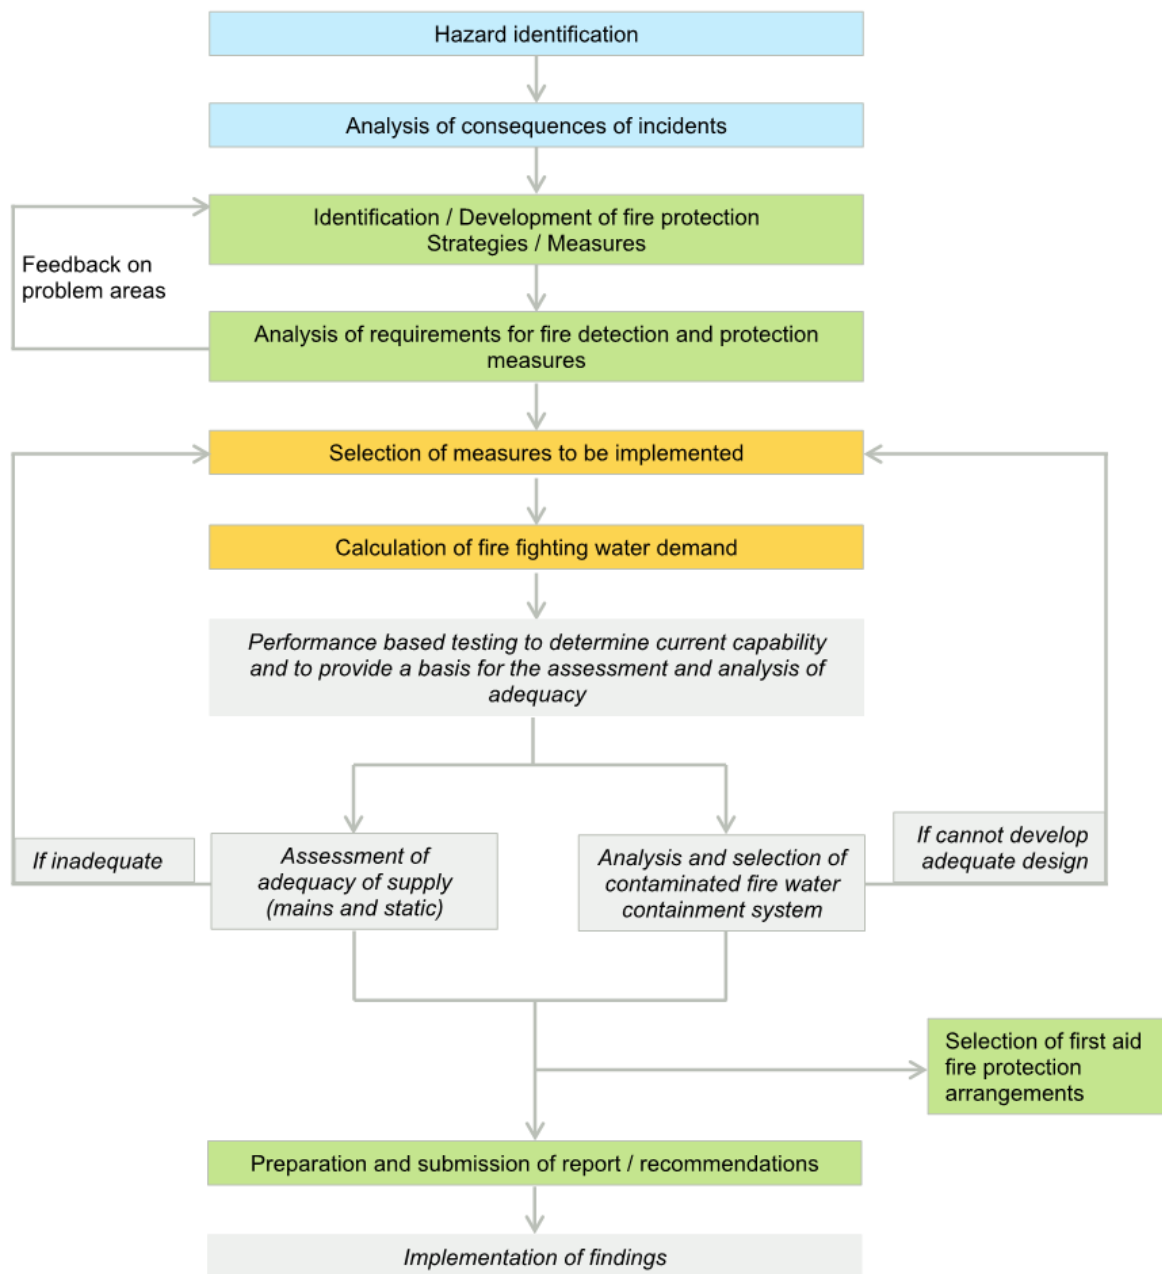 Hazard identification
Analysis of consequences of incidents
Identification / Development of fire protection
Strategies / Measures
Feedback on
problem areas
Analysis of requirements for fire detection and protection
measures
Selection of measures to be implemented
Calculation of fire fighting water demand
Performance based testing to determine current capability
and to provide a basis for the assessment and analysis of
adequacy
If inadequate
Assessment of
adequacy of supply
(mains and static)
Analysis and selection of
contaminated fire water
containment system
If cannot develop
adequate design
Selection of first aid
fire protection
arrangements
Preparation and submission of report / recommendations
Implementation of findings